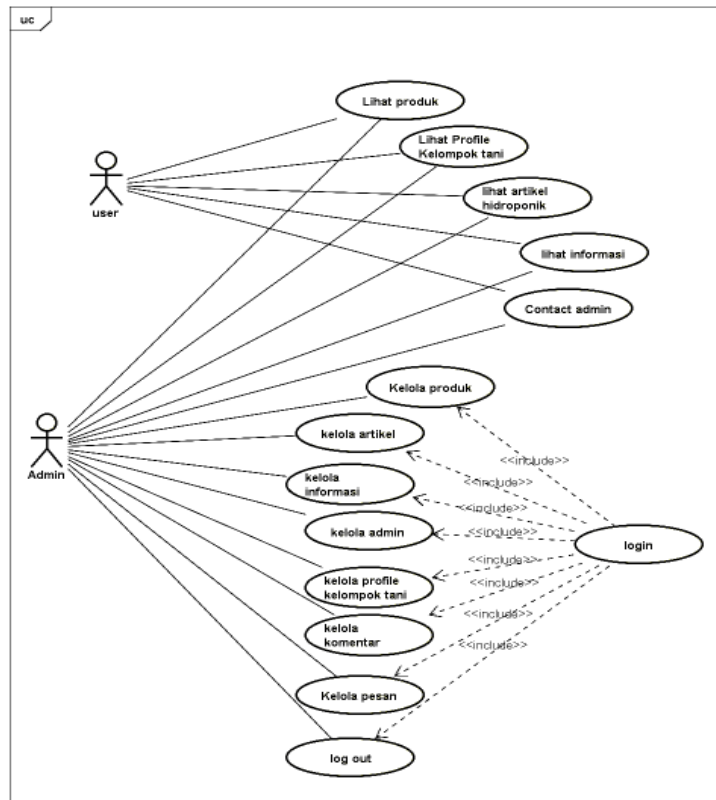 uc
Lihat produk
Lihat Profile
Kelompok tani
lihat artikel
hidroponik
user
lihat informasi
Contact admin
Kelola produk
Admin
kelola artikel
<<include>>
<<include>>
kelola
informasi
<<include>>
kelola admin
<<include>>
login
<<include>>
kelola profile
kelompok tani
<<include>>
<<include>>
kelola
komentar
<<include>>
Kelola pesan
log out